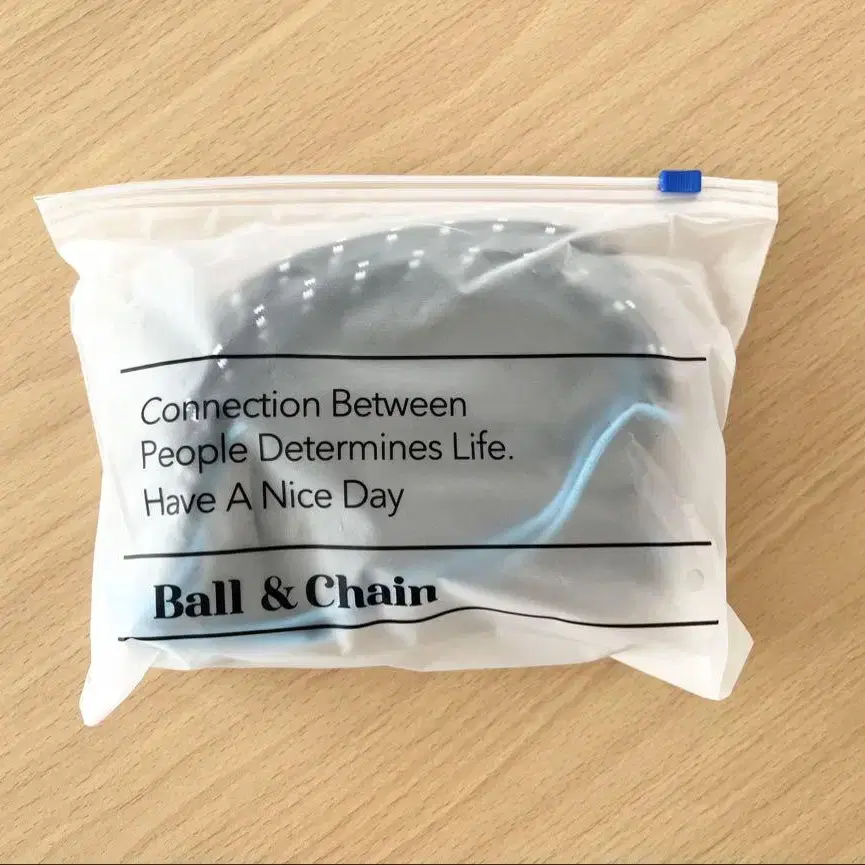 Connection Between
People Determines Life.
Have A Nice Day
Ball & Chain